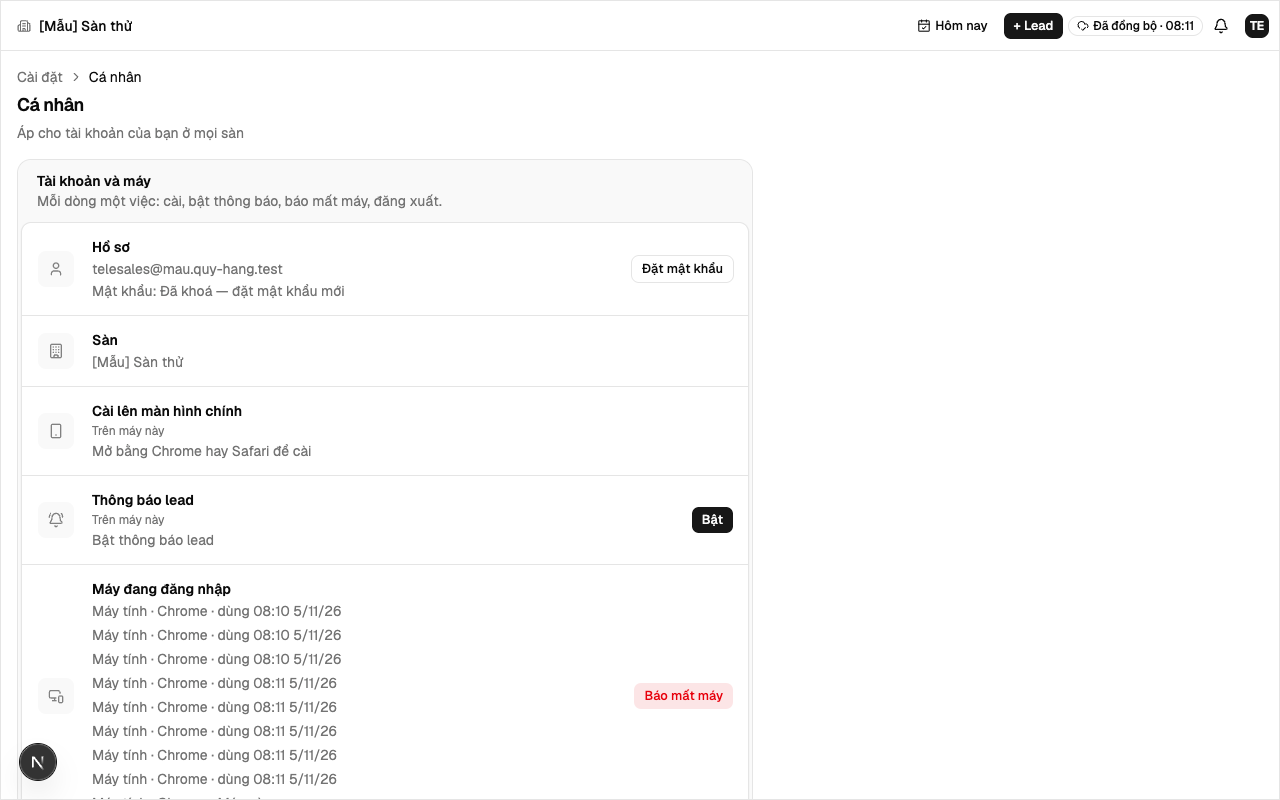 [Mẫu] Sàn thử
Hôm nay
+ Lead
Đã đồng bộ · 08:11
TE
Cài đặt > Cá nhân
Cá nhân
Áp cho tài khoản của bạn ở mọi sàn
Tài khoản và máy
Mỗi dòng một việc: cài, bật thông báo, báo mất máy, đăng xuất.
Hồ sơ
telesales@mau.quy-hang.test
Mật khẩu: Đã khoá — đặt mật khẩu mới
Đặt mật khẩu
Sàn
[Mẫu] Sàn thử
Cài lên màn hình chính
Trên máy này
Mở bằng Chrome hay Safari để cài
Thông báo lead
Trên máy này
Bật thông báo lead
Bật
Máy đang đăng nhập
Máy tính · Chrome · dùng 08:10 5/11/26
Máy tính · Chrome · dùng 08:10 5/11/26
Máy tính · Chrome · dùng 08:10 5/11/26
Máy tính · Chrome · dùng 08:11 5/11/26
Máy tính · Chrome · dùng 08:11 5/11/26
Máy tính · Chrome · dùng 08:11 5/11/26
Máy tính · Chrome · dùng 08:11 5/11/26
Máy tính · Chrome · dùng 08:11 5/11/26
Báo mất máy
N